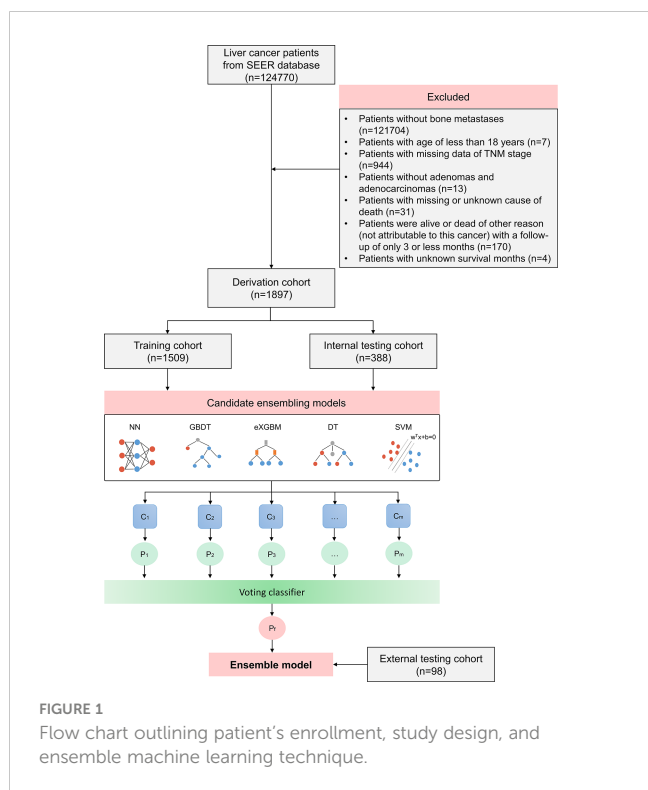 Liver cancer patients
from SEER database
(n=124770)
Excluded
• Patients without bone metastases
(n=121704)
• Patients with age of less than 18 years (n=7)
• Patients with missing data of TNM stage
(n=944)
• Patients without adenomas and
adenocarcinomas (n=13)
• Patients with missing or unknown cause of
death (n=31)
• Patients were alive or dead of other reason
(not attributable to this cancer) with a follow-
up of only 3 or less months (n=170)
• Patients with unknown survival months (n=4)
Derivation cohort
(n=1897)
Training cohort
(n=1509)
Internal testing cohort
(n=388)
Candidate ensembling models
NN GBDT eXGBM DT SVM
wᵀx+b=0
C₁ C₂ C₃ ... Cₘ
P₁ P₂ P₃ ... Pₘ
Voting classifier
Pf
Ensemble model
External testing cohort
(n=98)
FIGURE 1
Flow chart outlining patient's enrollment, study design, and
ensemble machine learning technique.